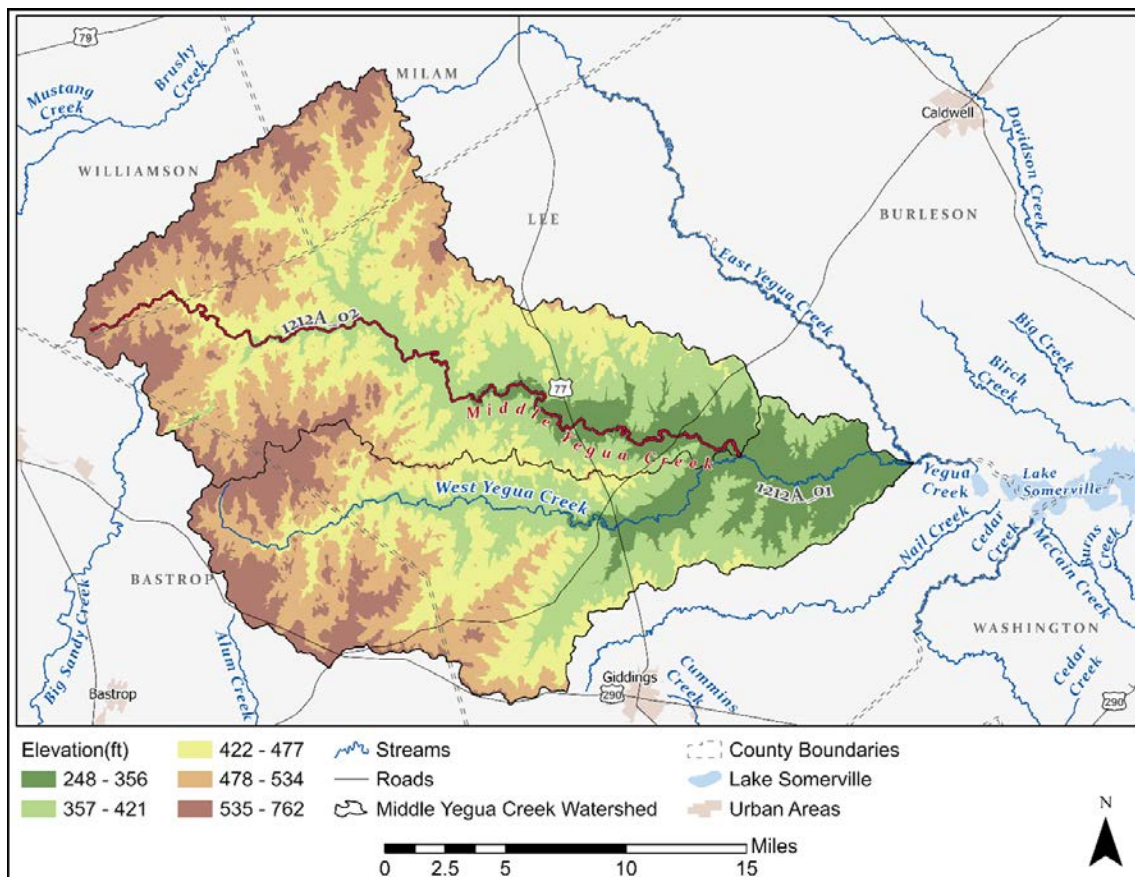 79
Mustang
Creek
Brushy
Creek
MILAM
WILLIAMSON
Caldwell
Davidson Creek
LEE
BURLESON
East Yegua Creek
1212A_02
Big Creek
Birch
Creek
77
Middle Yegua Creek
West Yegua Creek
1212A_01
Yegua
Creek
Lake
Somerville
Nail Creek
Cedar
Creek
McCain Creek
Burns
Creek
BASTROP
Big Sandy Creek
Alum Creek
WASHINGTON
Bastrop
Giddings
290
Cummins
Creek
Cedar
Creek
290
Elevation(ft)
248 - 356
357 - 421
422 - 477
478 - 534
535 - 762
Streams
Roads
Middle Yegua Creek Watershed
County Boundaries
Lake Somerville
Urban Areas
N
Miles
0 2.5 5 10 15